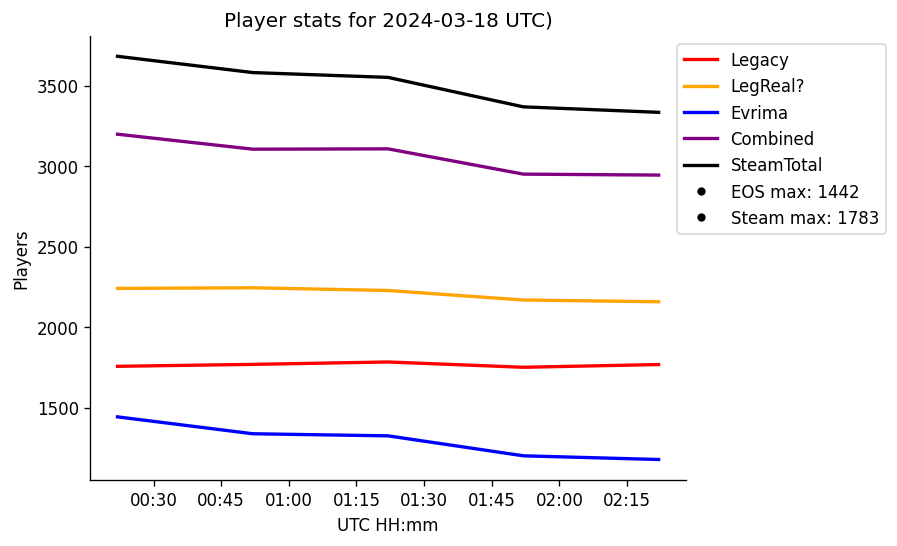 Player stats for 2024-03-18 UTC)
3500
3000
2500
2000
1500
Players
00:30 00:45 01:00 01:15 01:30 01:45 02:00 02:15
UTC HH:mm
Legacy
LegReal?
Evrima
Combined
SteamTotal
EOS max: 1442
Steam max: 1783